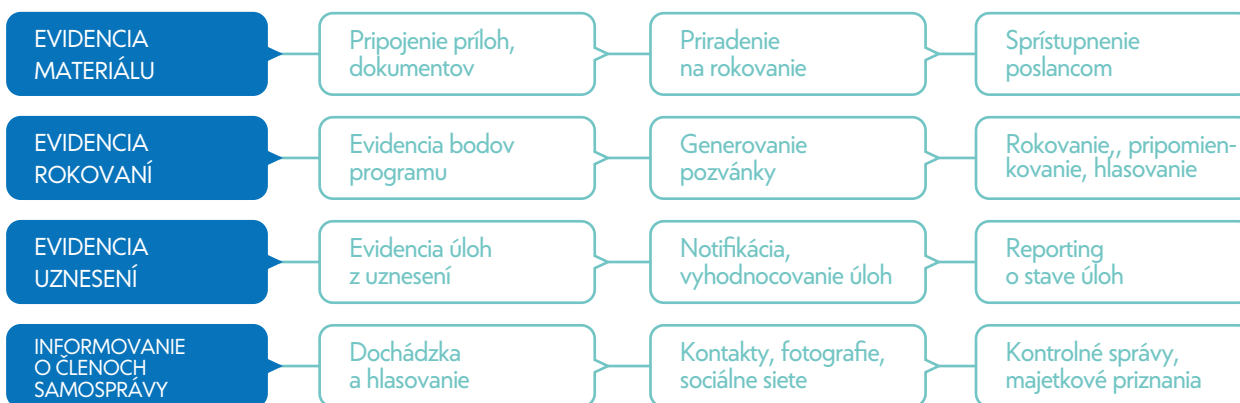 EVIDENCIA
MATERIÁLU
Pripojenie príloh,
dokumentov
Priradenie
na rokovanie
Sprístupnenie
poslancom
EVIDENCIA
ROKOVANÍ
Evidencia bodov
programu
Generovanie
pozvánky
Rokovanie,, pripomien-
kovanie, hlasovanie
EVIDENCIA
UZNESENÍ
Evidencia úloh
z uznesení
Notifikácia,
vyhodnocovanie úloh
Reporting
o stave úloh
INFORMOVANIE
O ČLENOCH
SAMOSPRÁVY
Dochádzka
a hlasovanie
Kontakty, fotografie,
sociálne siete
Kontrolné správy,
majetkové priznania